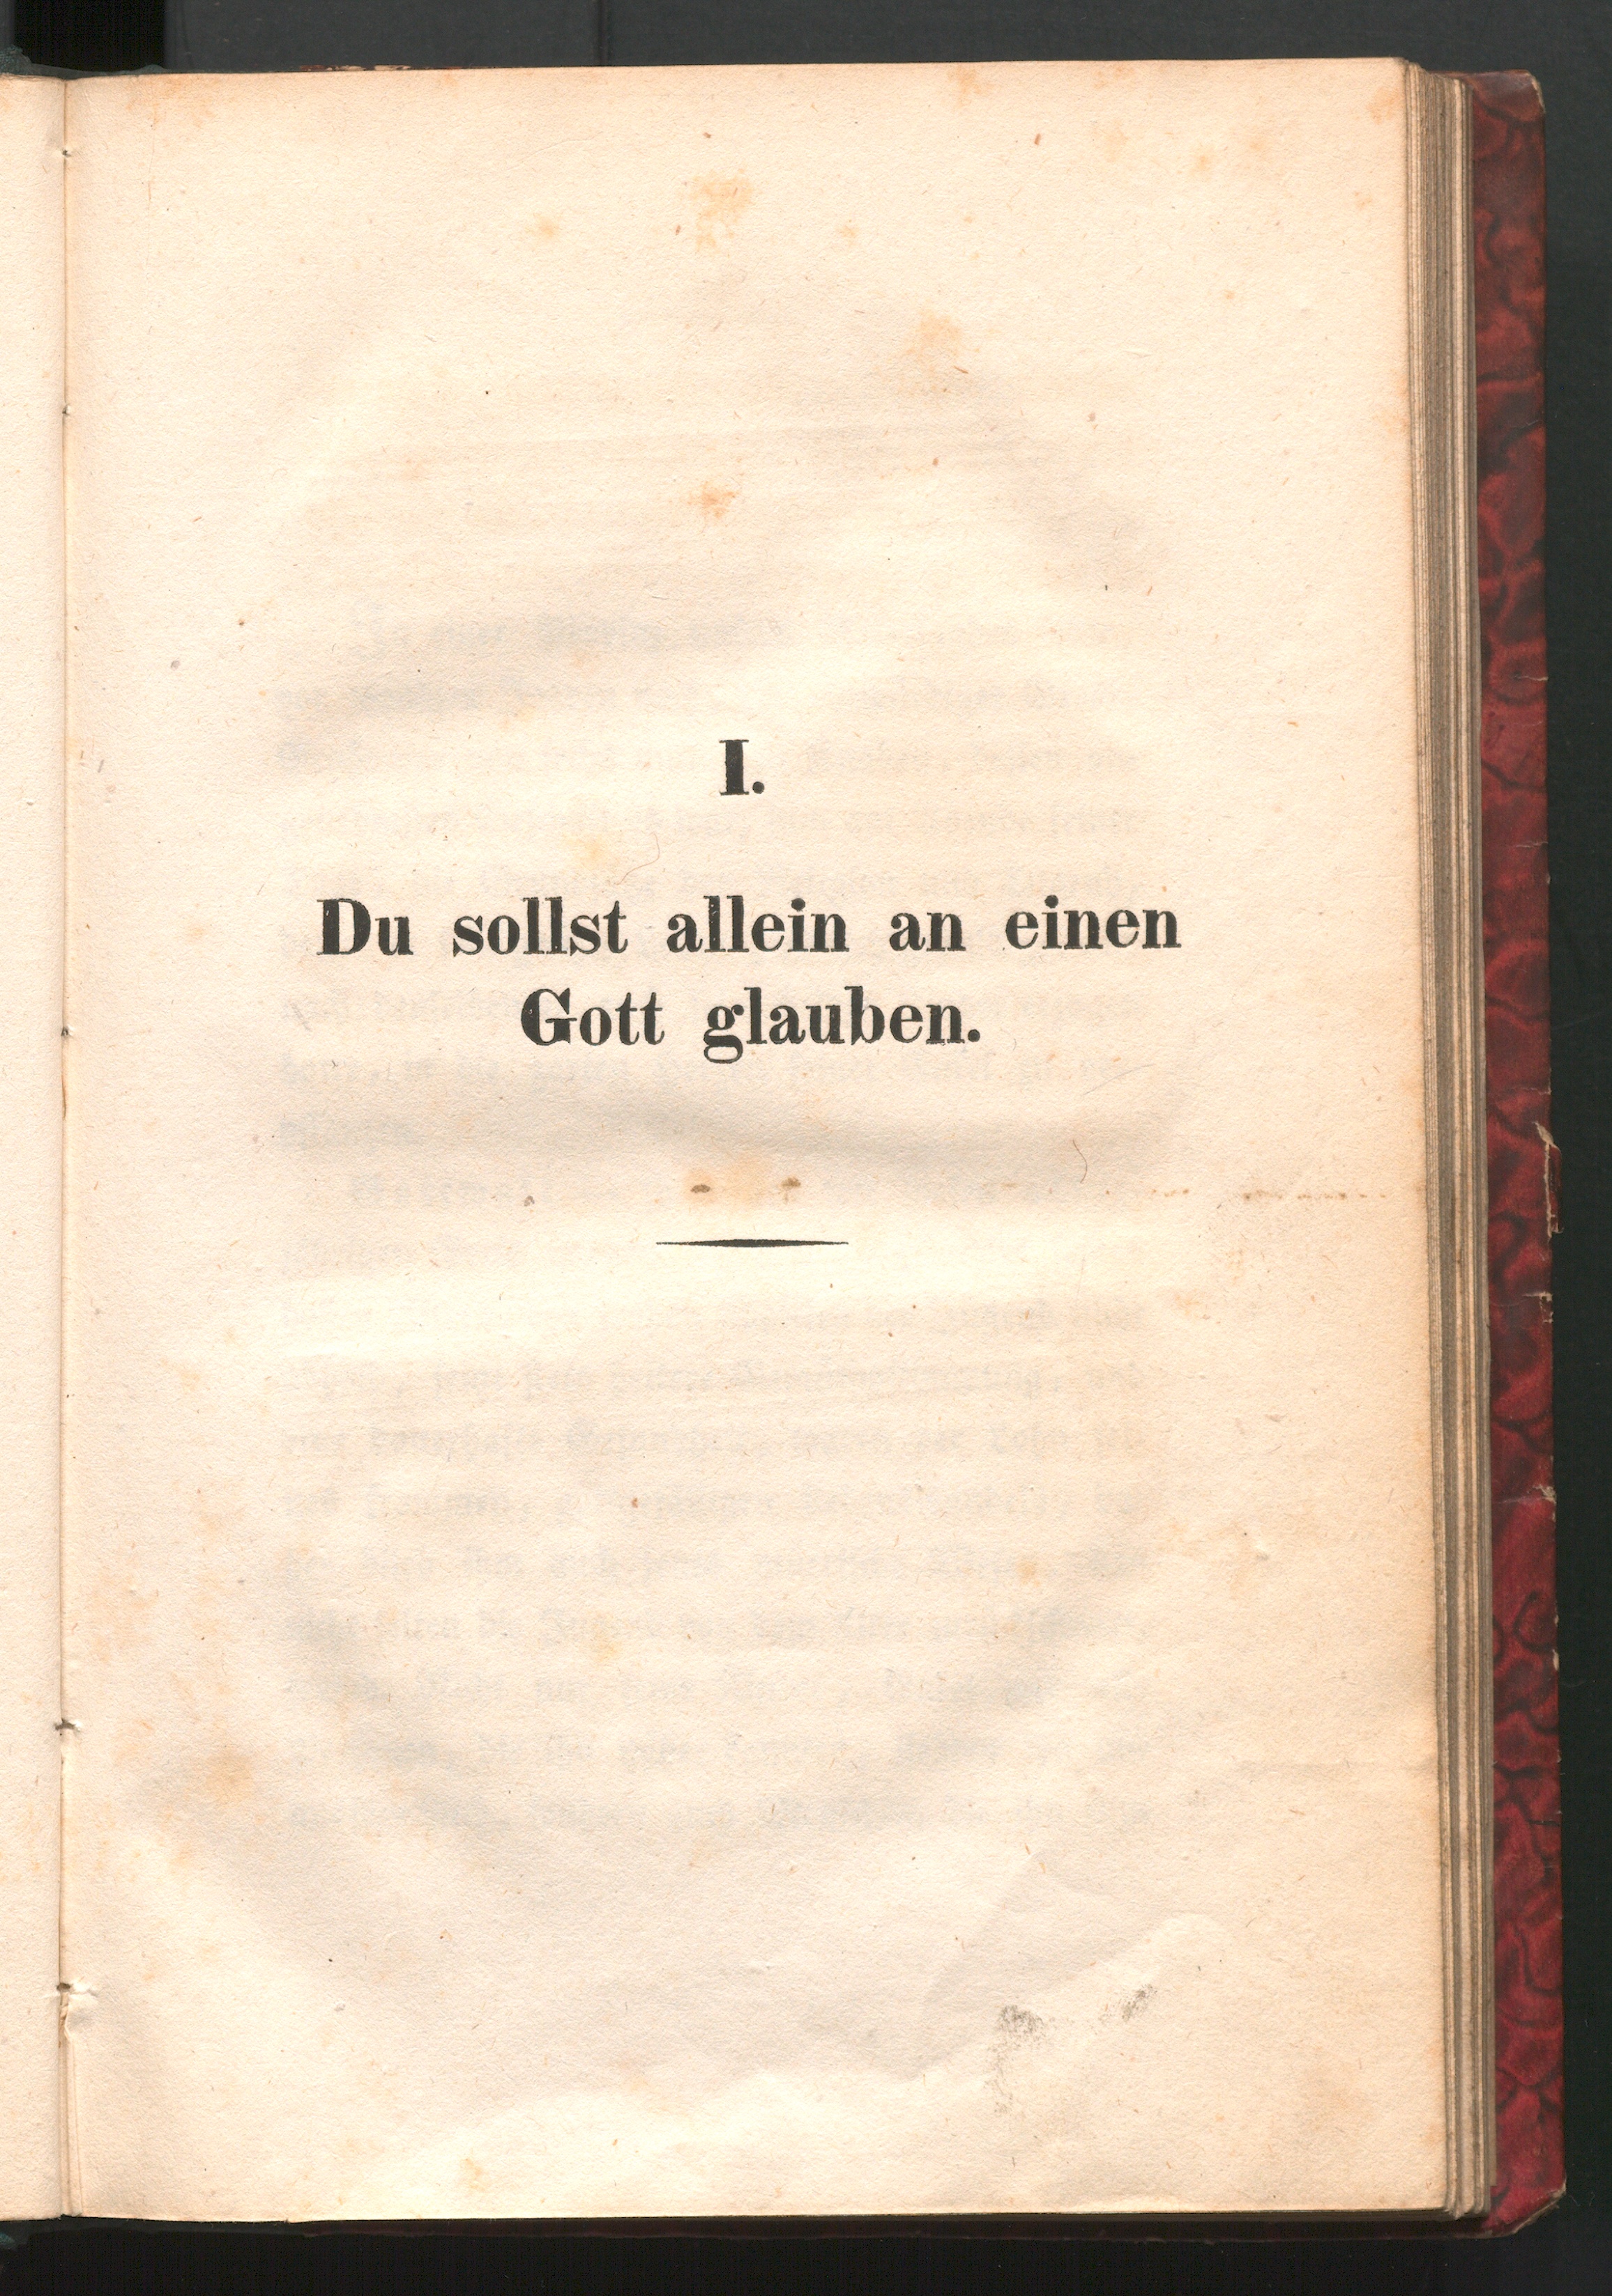 I.
Du sollst allein an einen
Gott glauben.